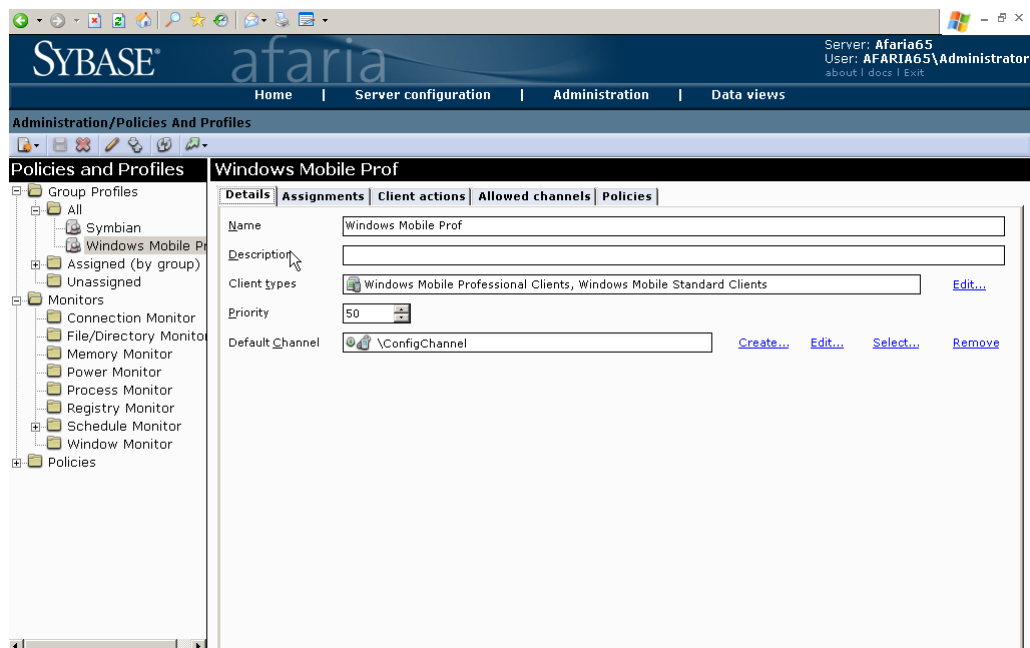 SYBASE®
afaria
Server: Afaria65
User: AFARIA65\Administrator
about | docs | Exit
Home | Server configuration | Administration | Data views
Administration/Policies And Profiles
Policies and Profiles
Group Profiles
All
Symbian
Windows Mobile Pr
Assigned (by group)
Unassigned
Monitors
Connection Monitor
File/Directory Monitor
Memory Monitor
Power Monitor
Process Monitor
Registry Monitor
Schedule Monitor
Window Monitor
Policies
Windows Mobile Prof
Details Assignments Client actions Allowed channels Policies
Name Windows Mobile Prof
Description
Client types Windows Mobile Professional Clients, Windows Mobile Standard Clients Edit...
Priority 50
Default Channel \ConfigChannel Create... Edit... Select... Remove